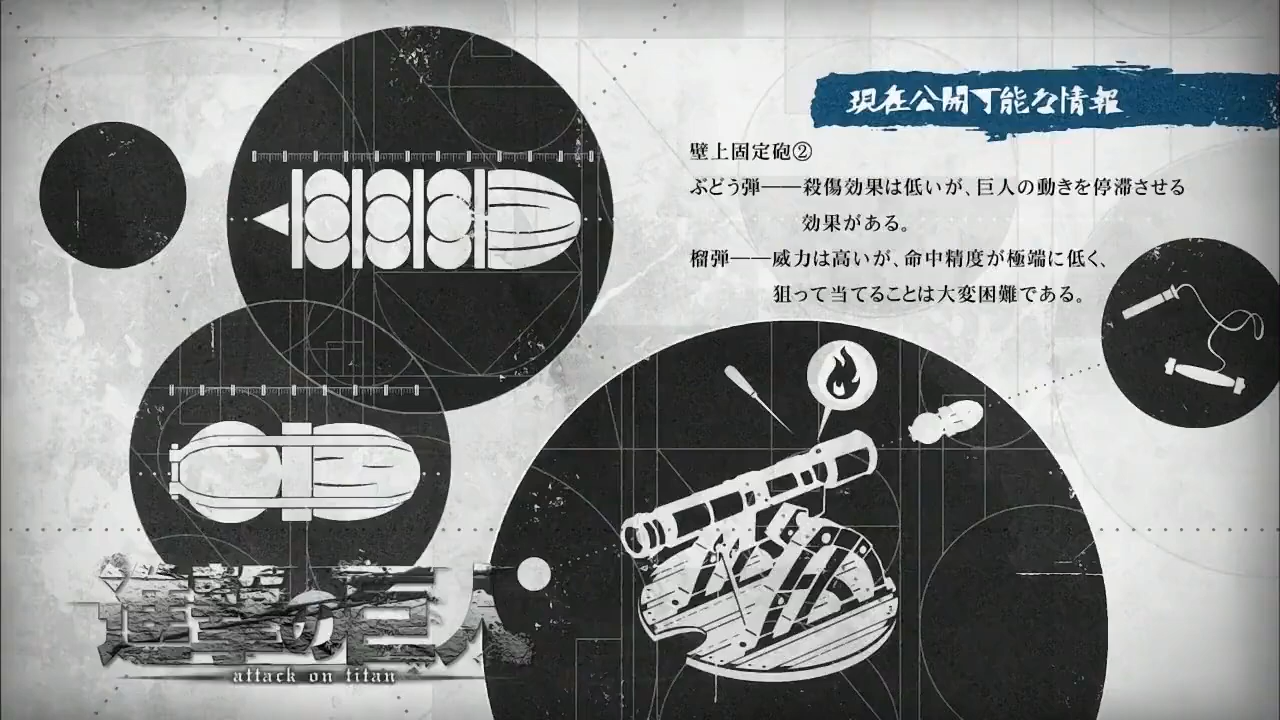 現在公開可能な情報
壁上固定砲②
ぶどう弾――殺傷効果は低いが、巨人の動きを停滞させる
効果がある。
榴弾――威力は高いが、命中精度が極端に低く、
狙って当てることは大変困難である。
進撃の巨人
attack on titan